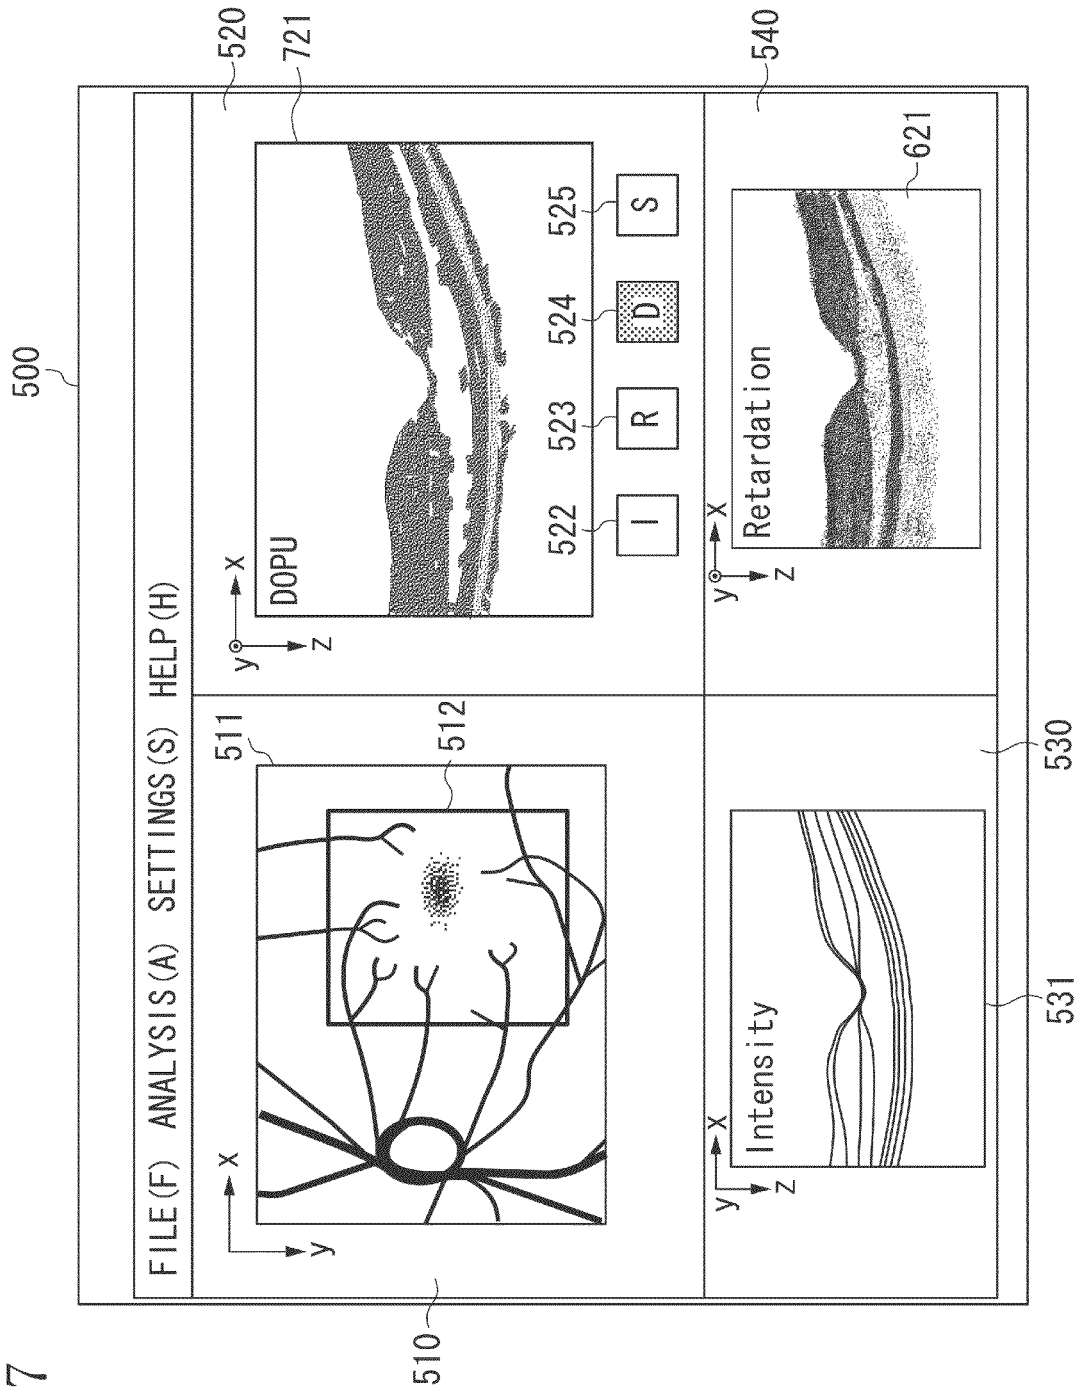 7
500
FILE(F) ANALYSIS(A) SETTINGS(S) HELP(H)
510
x
y
511
512
520
721
y
x
z
DOPU
522
523
524
525
I
R
D
S
530
y
x
z
Intensity
531
540
y
x
z
Retardation
621